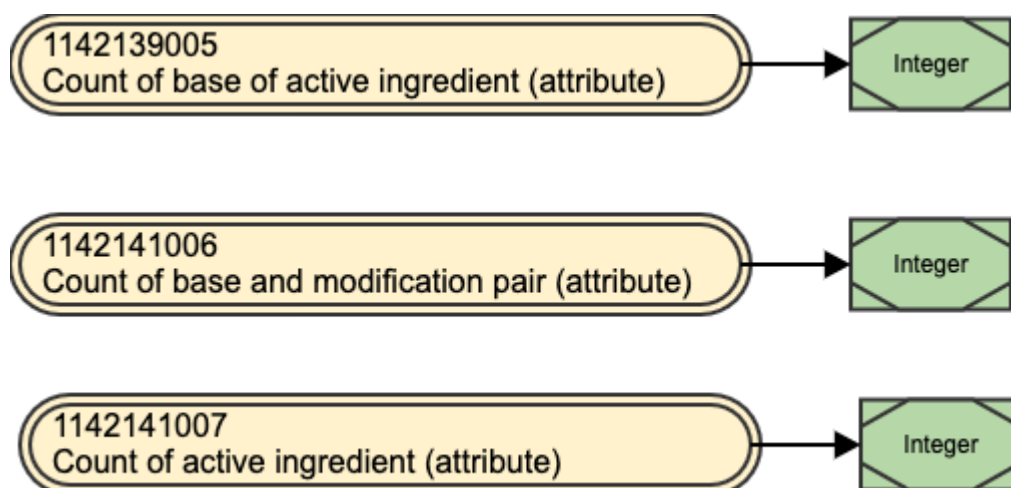 1142139005
Count of base of active ingredient (attribute)
Integer
1142141006
Count of base and modification pair (attribute)
Integer
1142141007
Count of active ingredient (attribute)
Integer